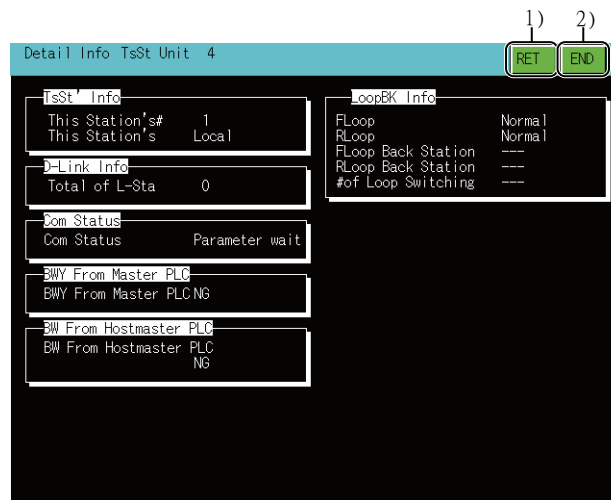 1) 2)
Detail Info TsSt Unit 4
RET END
TsSt' Info
This Station's# 1
This Station's Local
D-Link Info
Total of L-Sta 0
Com Status
Com Status Parameter wait
BWY From Master PLC
BWY From Master PLC NG
BW From Hostmaster PLC
BW From Hostmaster PLC
NG
LoopBK Info
FLoop Normal
RLoop Normal
FLoop Back Station ---
RLoop Back Station ---
#of Loop Switching ---